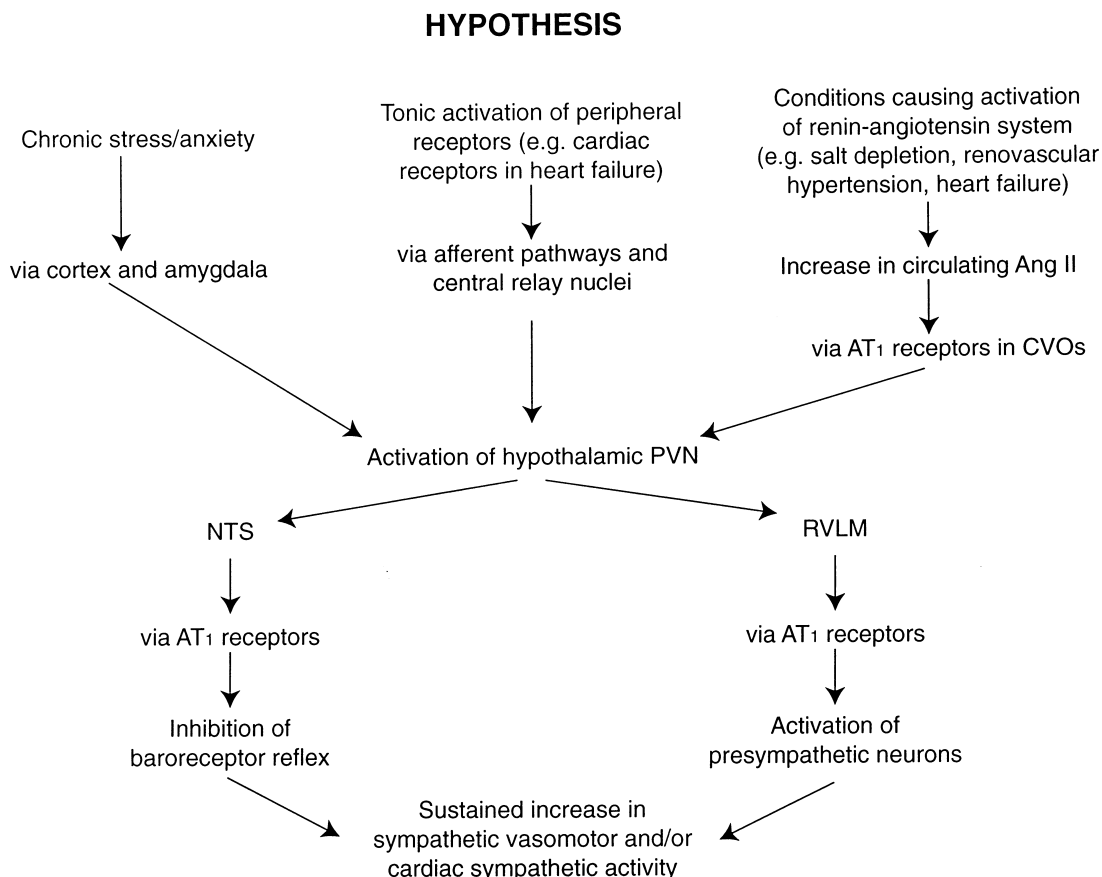 HYPOTHESIS
Chronic stress/anxiety
via cortex and amygdala
Tonic activation of peripheral
receptors (e.g. cardiac
receptors in heart failure)
via afferent pathways and
central relay nuclei
Conditions causing activation
of renin-angiotensin system
(e.g. salt depletion, renovascular
hypertension, heart failure)
Increase in circulating Ang II
via AT1 receptors in CVOs
Activation of hypothalamic PVN
NTS
via AT1 receptors
Inhibition of
baroreceptor reflex
RVLM
via AT1 receptors
Activation of
presympathetic neurons
Sustained increase in
sympathetic vasomotor and/or
cardiac sympathetic activity